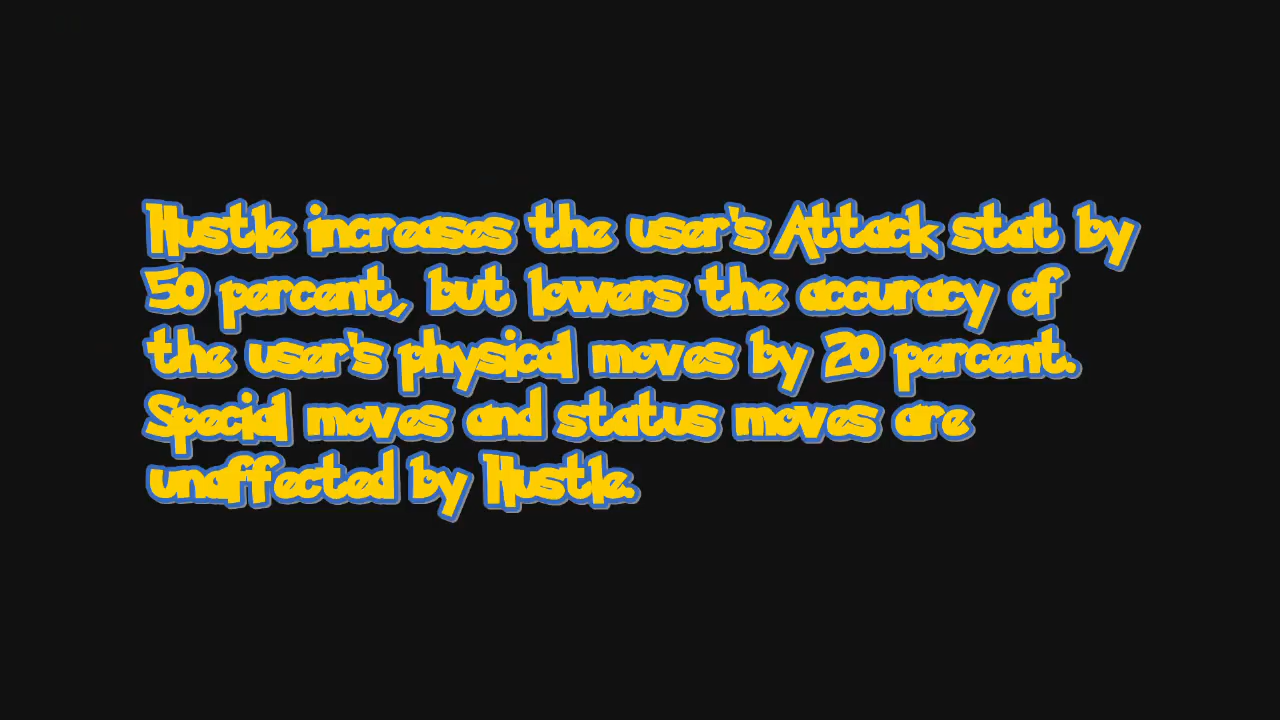 Hustle increases the user's Attack stat by
50 percent, but lowers the accuracy of
the user's physical moves by 20 percent.
Special moves and status moves are
unaffected by Hustle.